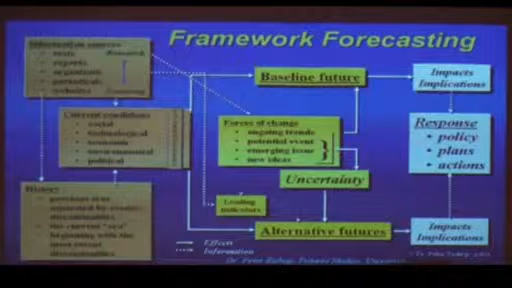 Framework Forecasting
Information sources
• texts
• experts
• organizations
• periodicals
• websites
Research
Scanning
Current conditions
• social
• technological
• economic
• environmental
• political
History
• previous eras
separated by
discontinuities
• the current "era"
beginning with the
most recent
discontinuities
Baseline future
Forces of change
• ongoing trends
• potential event
• emerging issue
• new ideas
Uncertainty
Leading
indicators
Alternative futures
Impacts
Implications
Response
• policy
• plans
• actions
Impacts
Implications
Effects
Information
Dr. Peter Bishop, Futures Studies,